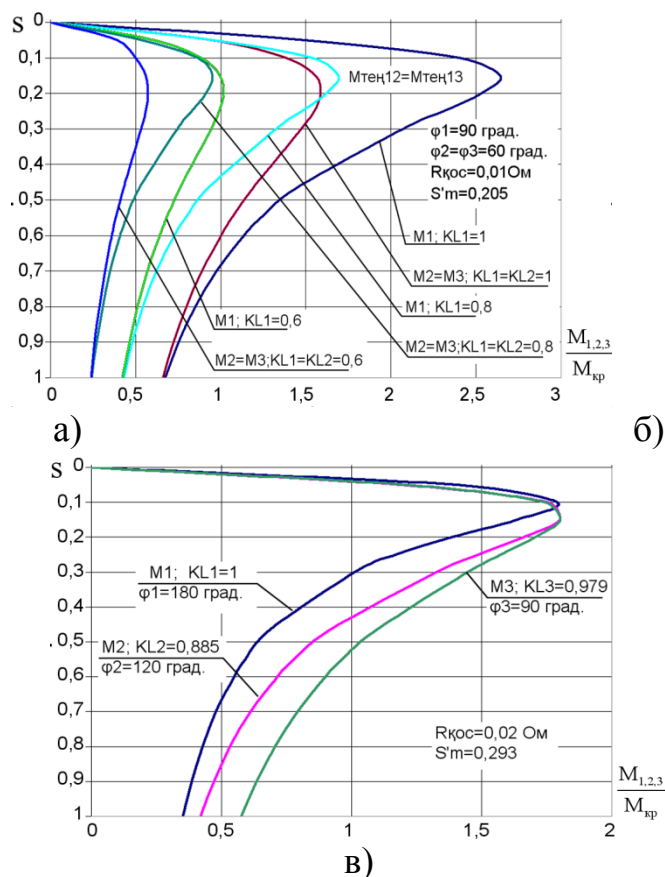 S
0
0,1
0,2
0,3
0,4
0,5
0,6
0,7
0,8
0,9
1
0
0,5
1
1,5
2
2,5
3
Mтең12=Mтең13
φ1=90 град.
φ2=φ3=60 град.
Rқос=0,01Ом
S'm=0,205
M1; KL1=1
M2=M3; KL1=KL2=1
M1; KL1=0,8
M1; KL1=0,6
M2=M3;KL1=KL2=0,8
M2=M3;KL1=KL2=0,6
M1,2,3
Mкр
а)
б)
S
0
0,1
0,2
0,3
0,4
0,5
0,6
0,7
0,8
0,9
1
0
0,5
1
1,5
2
M1; KL1=1
φ1=180 град.
M3; KL3=0,979
φ3=90 град.
M2; KL2=0,885
φ2=120 град.
Rқос=0,02 Ом
S'm=0,293
M1,2,3
Mкр
в)